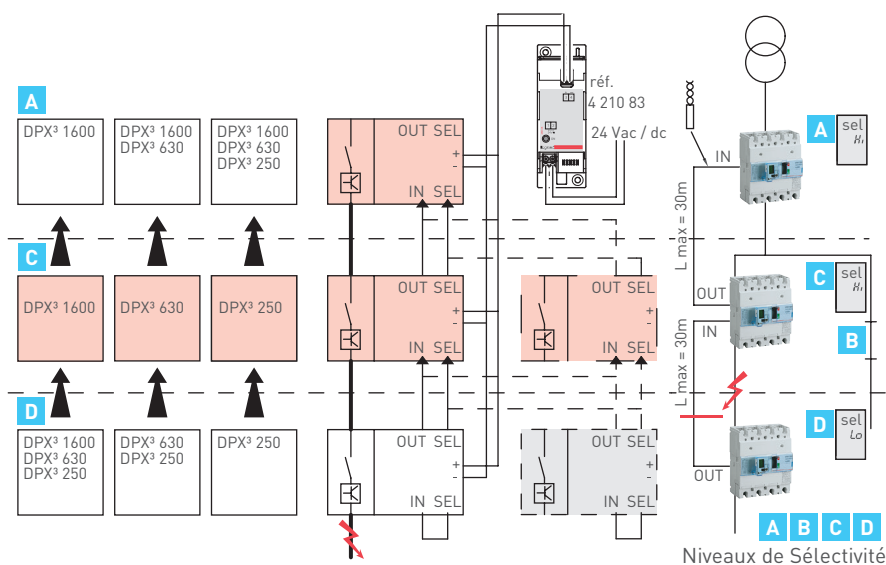 A
DPX³ 1600
DPX³ 1600
DPX³ 630
DPX³ 1600
DPX³ 630
DPX³ 250
OUT SEL
+
-
IN SEL
réf.
4 210 83
24 Vac / dc
A
sel
Hi
IN
L max = 30m
C
DPX³ 1600
DPX³ 630
DPX³ 250
OUT SEL
+
-
IN SEL
OUT SEL
IN SEL
C
sel
Hi
OUT
IN
B
L max = 30m
D
DPX³ 1600
DPX³ 630
DPX³ 250
DPX³ 630
DPX³ 250
DPX³ 250
OUT SEL
+
-
IN SEL
OUT SEL
IN SEL
D
sel
Lo
OUT
A B C D
Niveaux de Sélectivité